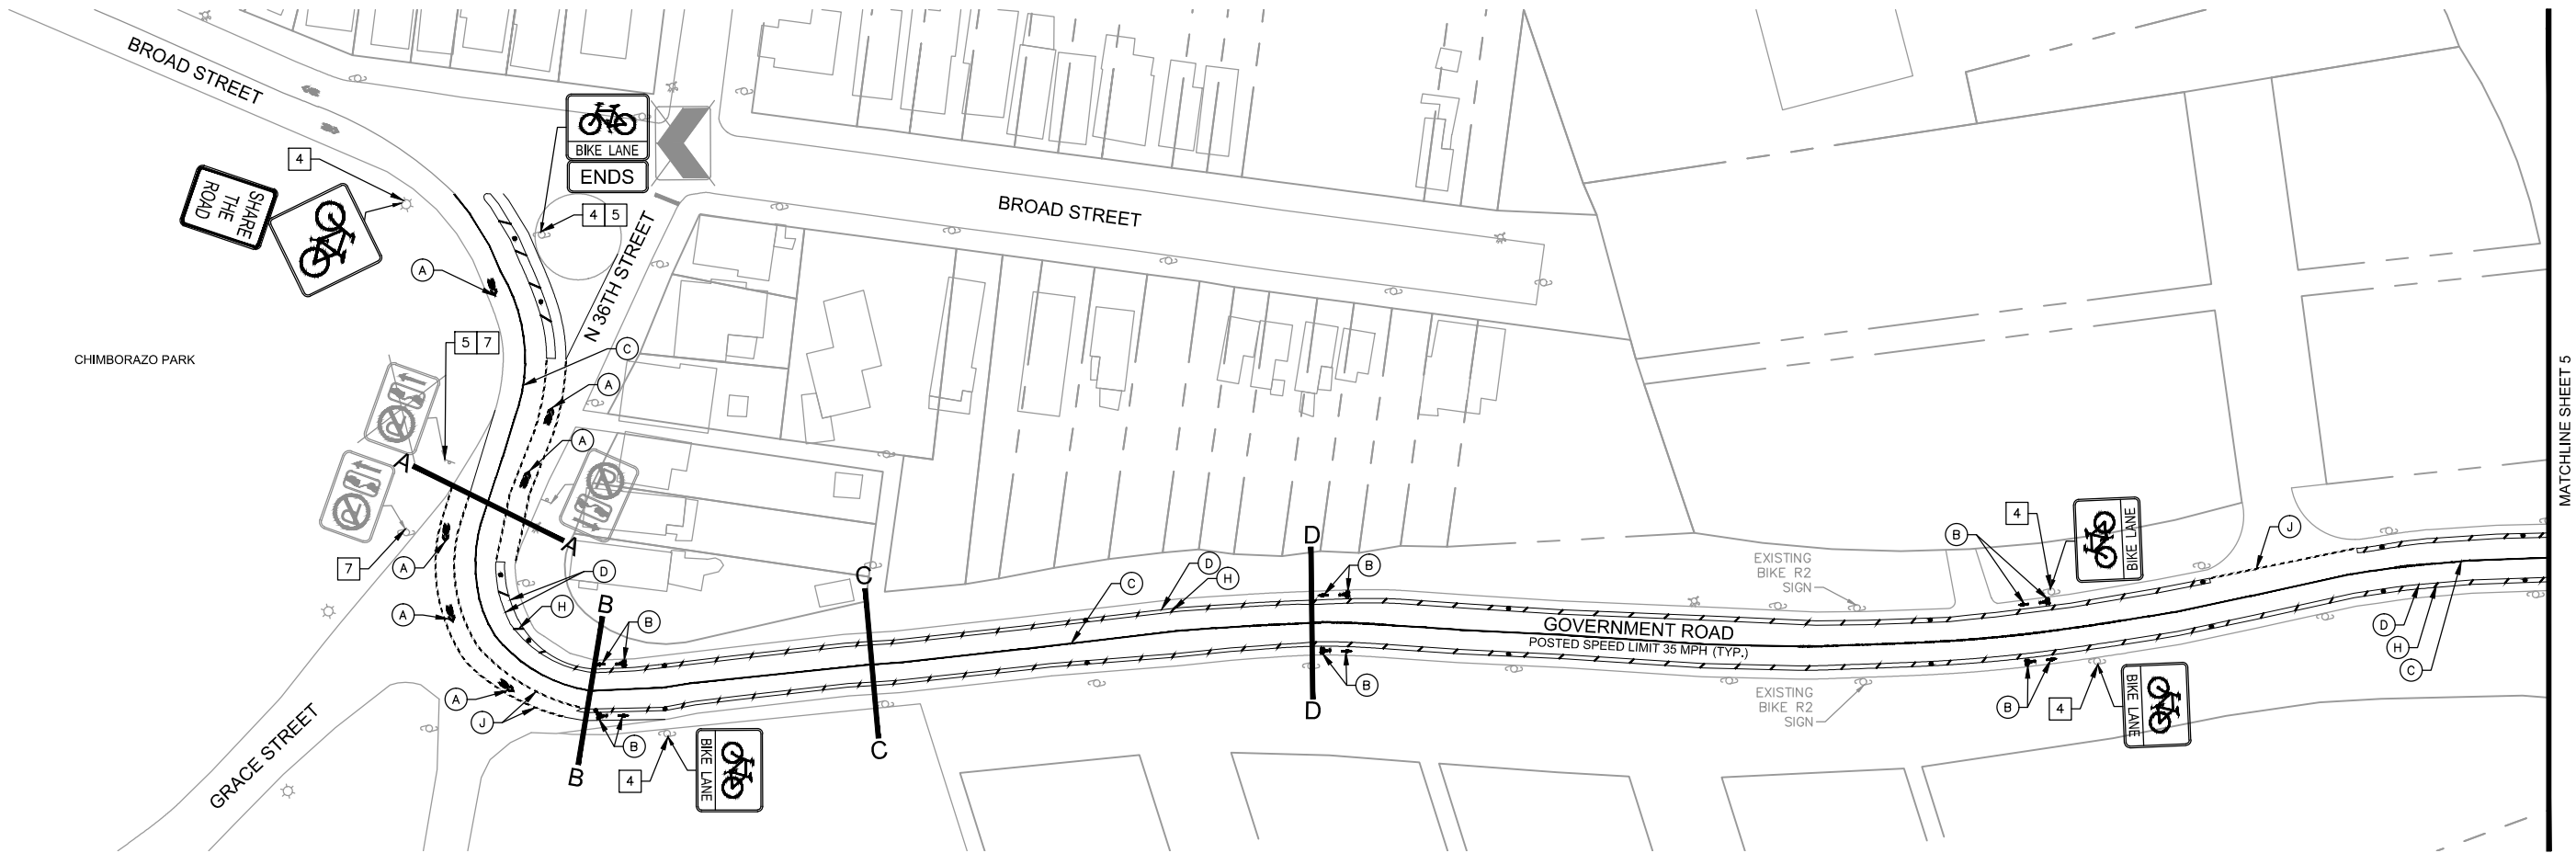 BROAD STREET
BIKE LANE
ENDS
4
SHARE
THE
ROAD
4 5
N 36TH STREET
BROAD STREET
A
5 7
C
A
CHIMBORAZO PARK
A
A
A
7
A
D
H
B
B
A
A
J
B
B
GRACE STREET
4
BIKE LANE
C
C
C
D
H
D
D
B
B
EXISTING
BIKE R2
SIGN
GOVERNMENT ROAD
POSTED SPEED LIMIT 35 MPH (TYP.)
EXISTING
BIKE R2
SIGN
B
4
BIKE LANE
J
B
4
BIKE LANE
D
H
C
MATCHLINE SHEET 5